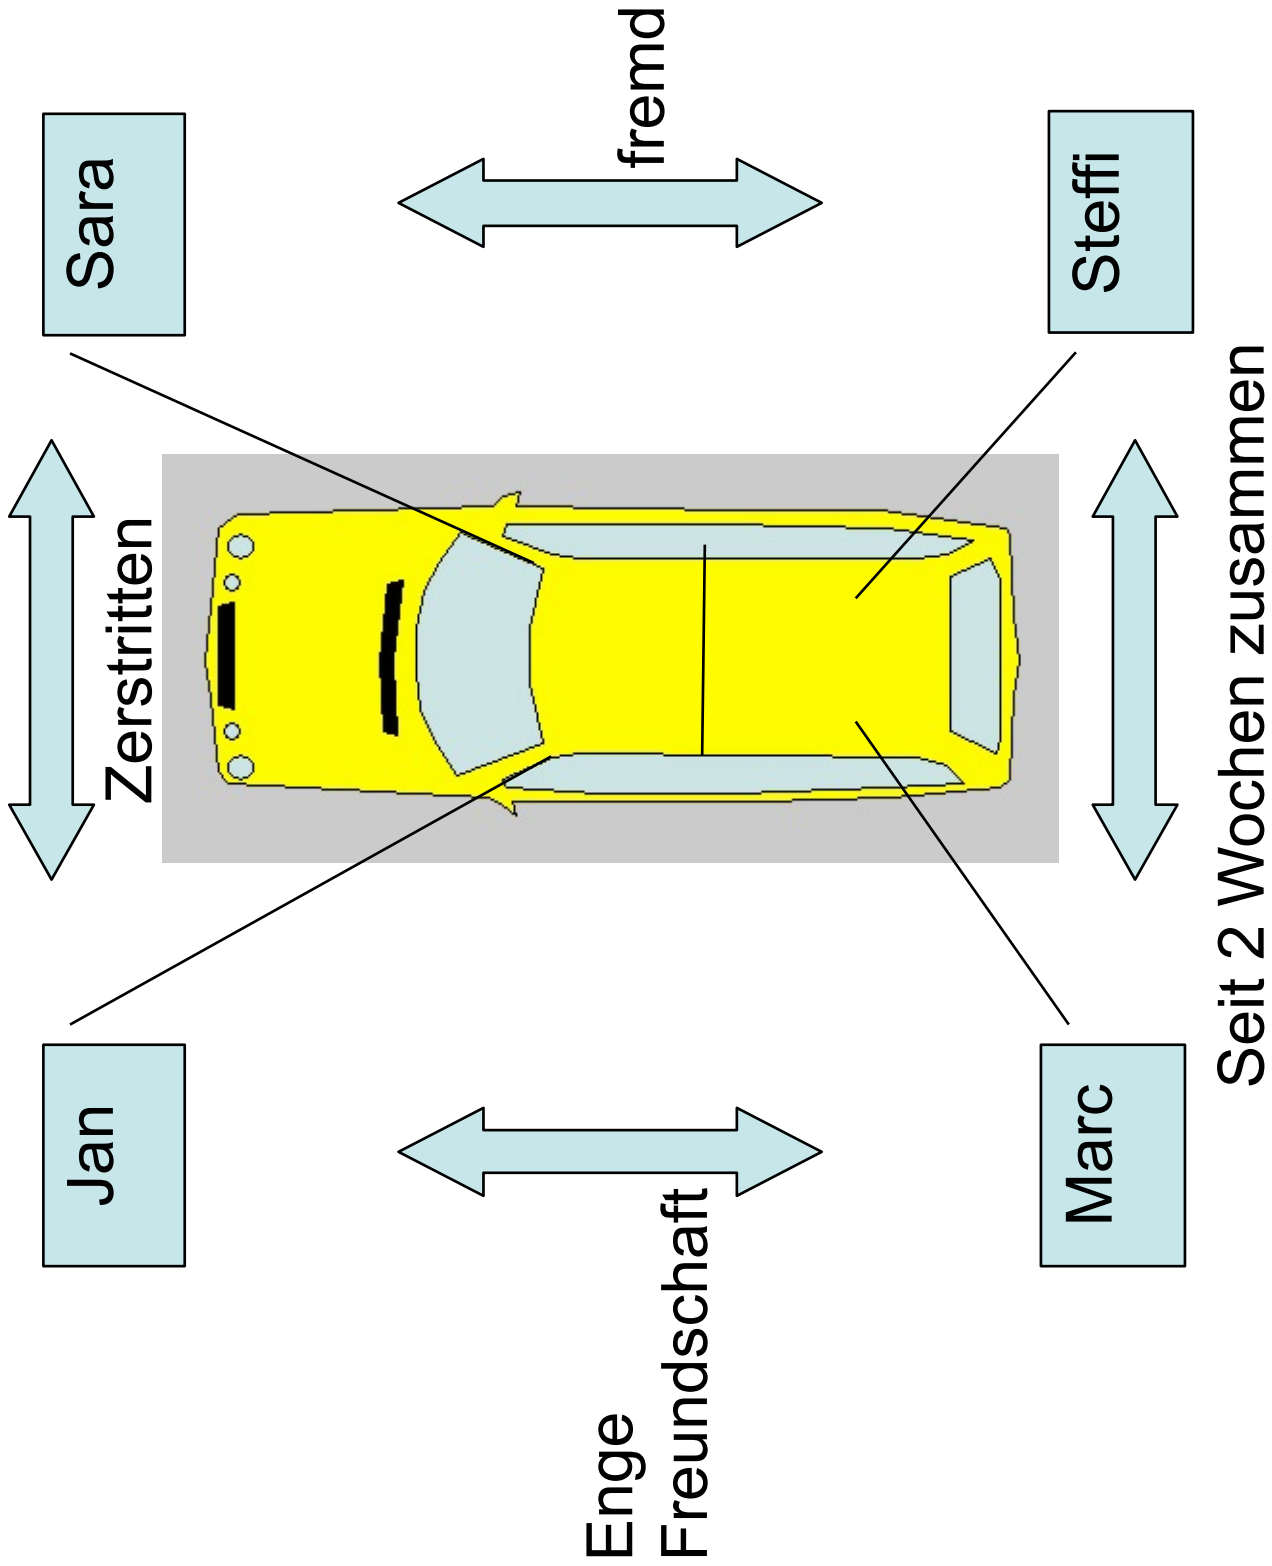 Zerstritten
Jan
Sara
Enge
Freundschaft
fremd
Marc
Steffi
Seit 2 Wochen zusammen